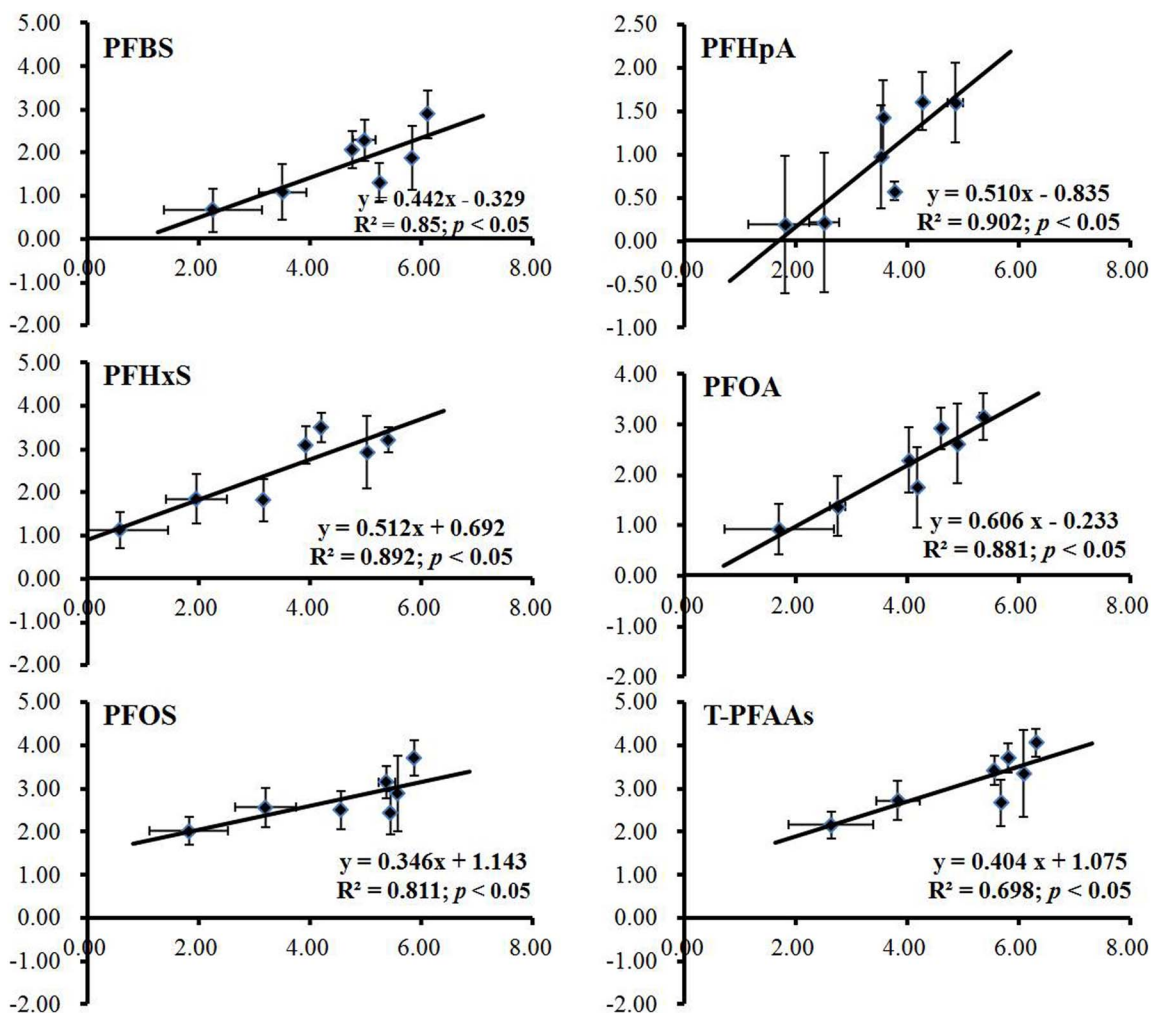 5.00
PFBS
4.00
3.00
2.00
1.00
y = 0.442x - 0.329
R² = 0.85; p < 0.05
0.00
0.00 2.00 4.00 6.00 8.00
-1.00
-2.00
2.50
PFHpA
2.00
1.50
1.00
0.50
y = 0.510x - 0.835
R² = 0.902; p < 0.05
0.00
0.00 2.00 4.00 6.00 8.00
-0.50
-1.00
5.00
PFHxS
4.00
3.00
2.00
1.00
y = 0.512x + 0.692
R² = 0.892; p < 0.05
0.00
0.00 2.00 4.00 6.00 8.00
-1.00
-2.00
4.00
PFOA
3.00
2.00
1.00
y = 0.606 x - 0.233
R² = 0.881; p < 0.05
0.00
0.00 2.00 4.00 6.00 8.00
-1.00
-2.00
5.00
PFOS
4.00
3.00
2.00
1.00
y = 0.346x + 1.143
R² = 0.811; p < 0.05
0.00
0.00 2.00 4.00 6.00 8.00
-1.00
-2.00
5.00
T-PFAAs
4.00
3.00
2.00
1.00
y = 0.404 x + 1.075
R² = 0.698; p < 0.05
0.00
0.00 2.00 4.00 6.00 8.00
-1.00
-2.00